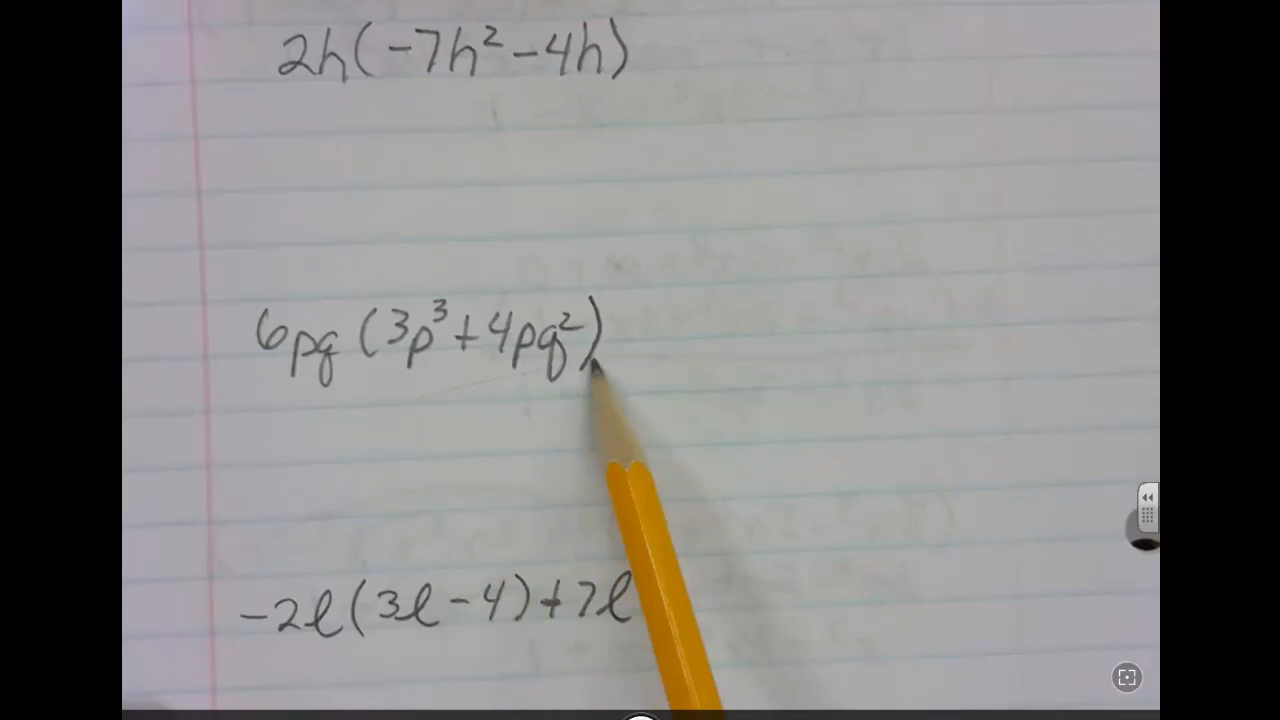 2h(-7h² - 4h)
6pq(3p³ + 4pq²)
-2ℓ(3ℓ - 4) + 7ℓ